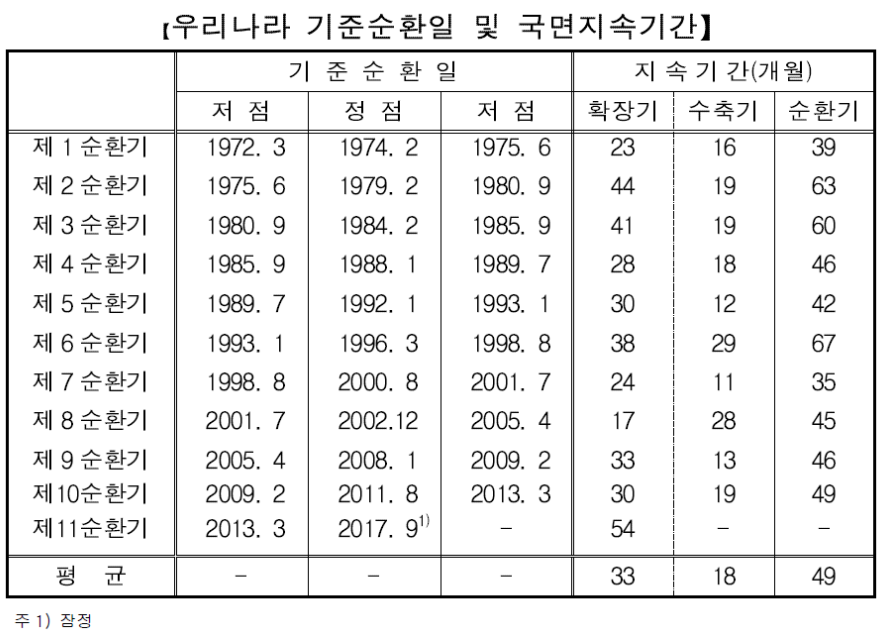 【우리나라 기준순환일 및 국면지속기간】
기 준 순 환 일 지 속 기 간(개월)
저 점 정 점 저 점 확장기 수축기 순환기
제 1 순환기 1972. 3 1974. 2 1975. 6 23 16 39
제 2 순환기 1975. 6 1979. 2 1980. 9 44 19 63
제 3 순환기 1980. 9 1984. 2 1985. 9 41 19 60
제 4 순환기 1985. 9 1988. 1 1989. 7 28 18 46
제 5 순환기 1989. 7 1992. 1 1993. 1 30 12 42
제 6 순환기 1993. 1 1996. 3 1998. 8 38 29 67
제 7 순환기 1998. 8 2000. 8 2001. 7 24 11 35
제 8 순환기 2001. 7 2002.12 2005. 4 17 28 45
제 9 순환기 2005. 4 2008. 1 2009. 2 33 13 46
제10순환기 2009. 2 2011. 8 2013. 3 30 19 49
제11순환기 2013. 3 2017. 9¹⁾ - 54 - -
평 균 - - - 33 18 49
주 1) 잠정